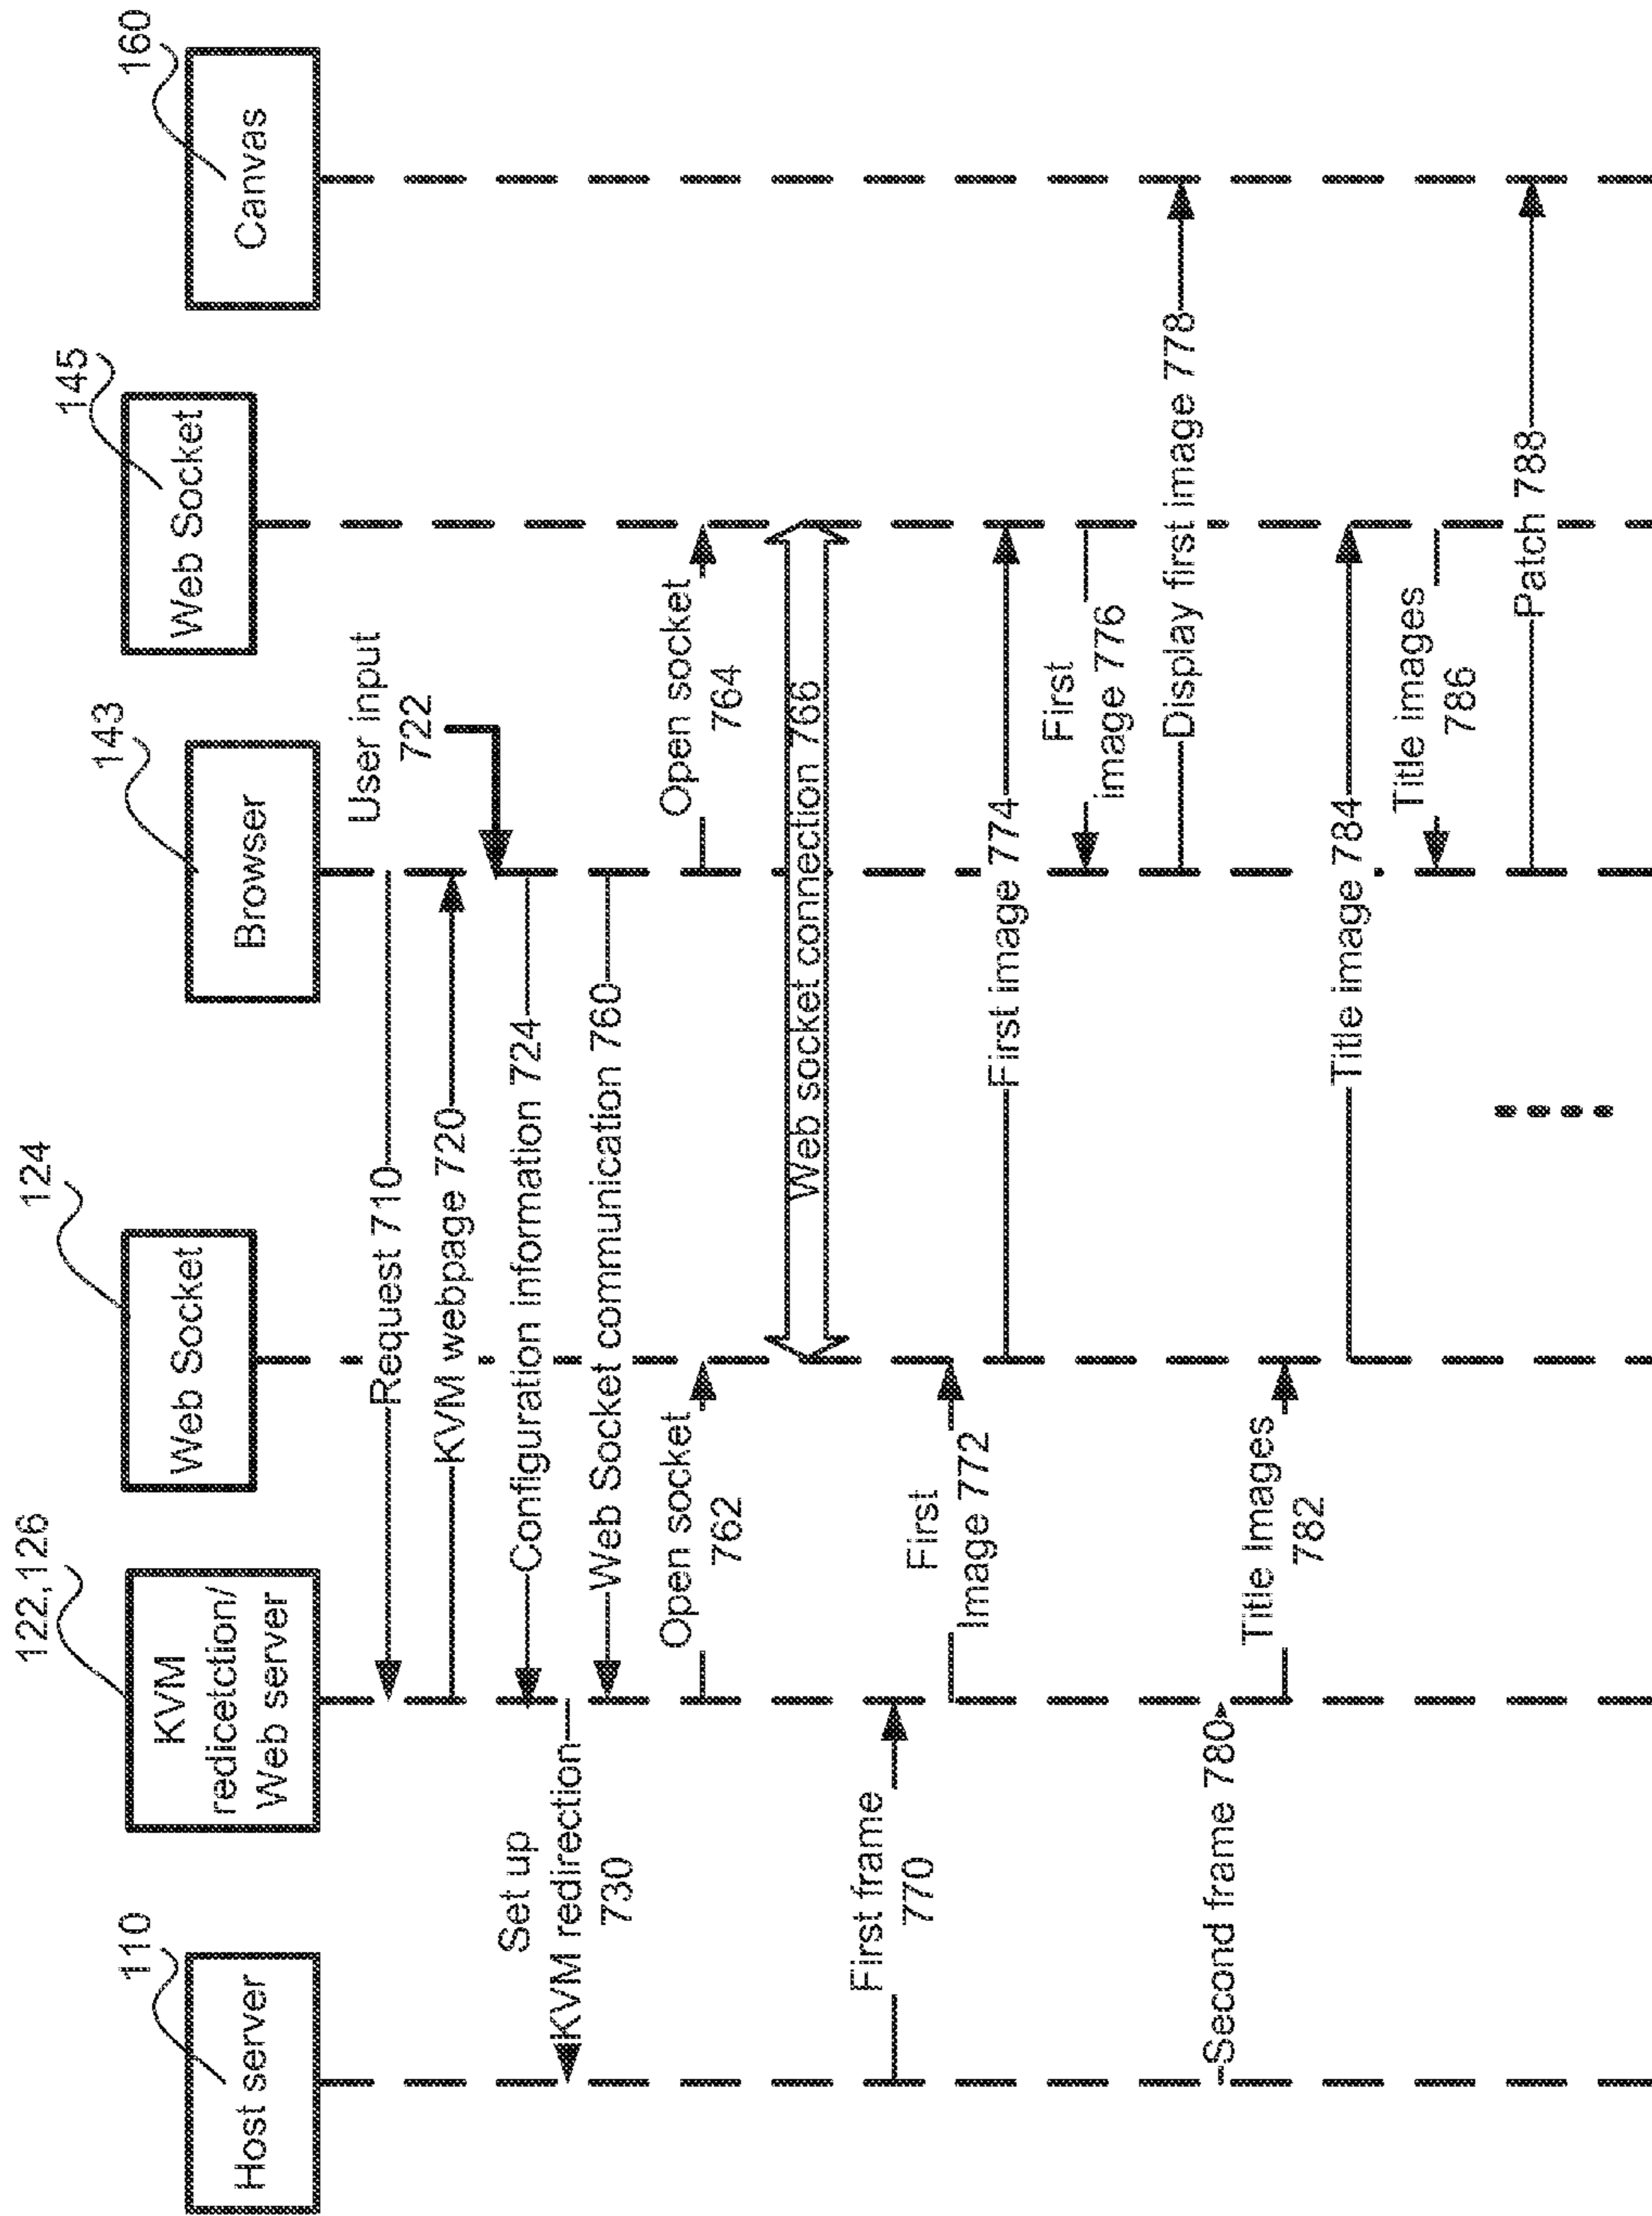 110
122,126
124
143
145
160
Host server
KVM
redicetction/
Web server
Web Socket
Browser
Web Socket
Canvas
User input
722
Request 710
KVM webpage 720
Configuration information 724
Set up
KVM redirection
730
Web Socket communication 760
Open socket
762
Open socket
764
Web socket connection 766
First frame
770
First
Image 772
First image 774
First
image 776
Display first image 778
Second frame 780
Title Images
782
Title image 784
Title images
786
Patch 788